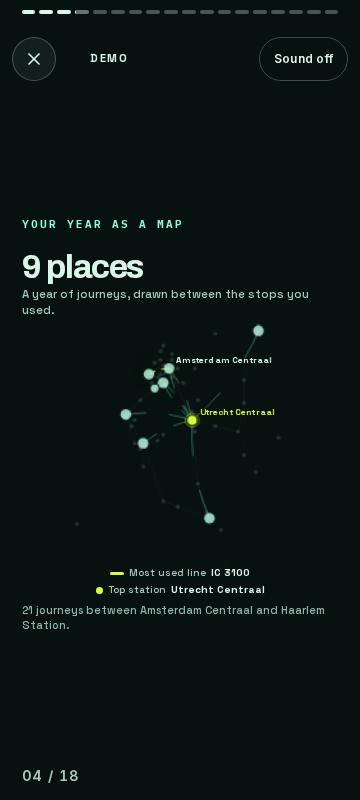 DEMO
Sound off
YOUR YEAR AS A MAP
9 places
A year of journeys, drawn between the stops you
used.
Amsterdam Centraal
Utrecht Centraal
Most used line IC 3100
Top station Utrecht Centraal
21 journeys between Amsterdam Centraal and Haarlem
Station.
04 / 18